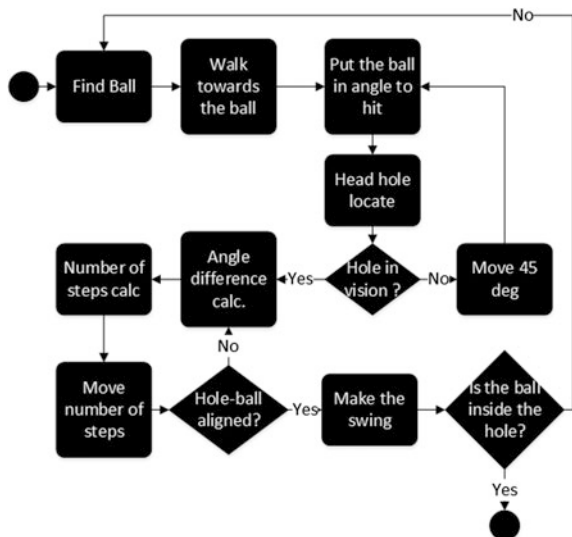 No
Find Ball
Walk
towards
the ball
Put the ball
in angle to
hit
Head hole
locate
Number of
steps calc
Angle
difference
calc.
Yes
Hole in
vision ?
No
Move 45
deg
No
Move
number of
steps
Hole-ball
aligned?
Yes
Make the
swing
Is the ball
inside the
hole?
Yes